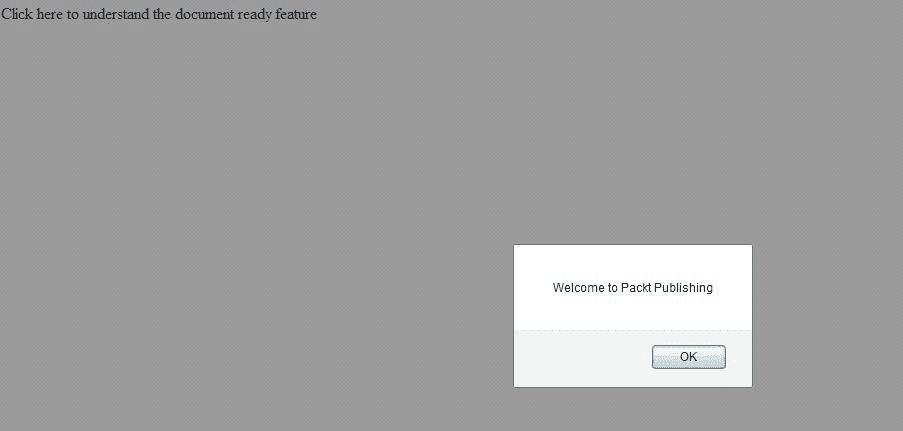 Click here to understand the document ready feature
Welcome to Packt Publishing
OK